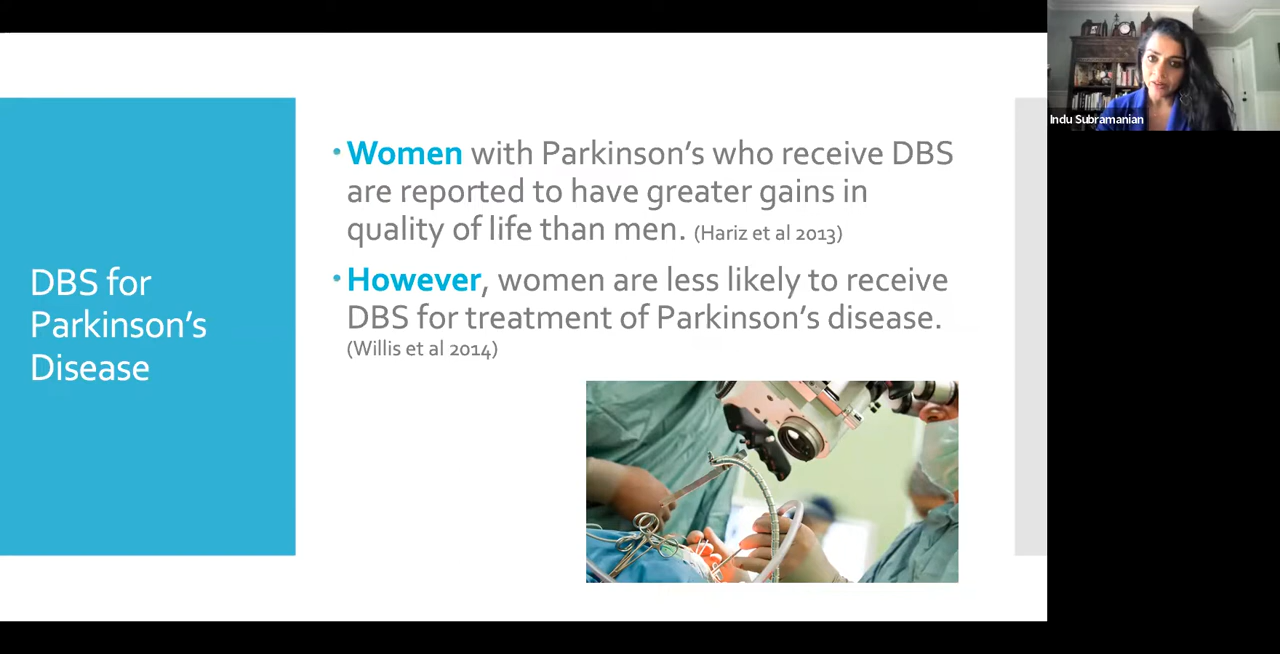 DBS for
Parkinson’s
Disease
• Women with Parkinson’s who receive DBS
are reported to have greater gains in
quality of life than men. (Hariz et al 2013)
• However, women are less likely to receive
DBS for treatment of Parkinson’s disease.
(Willis et al 2014)
Indu Subramanian